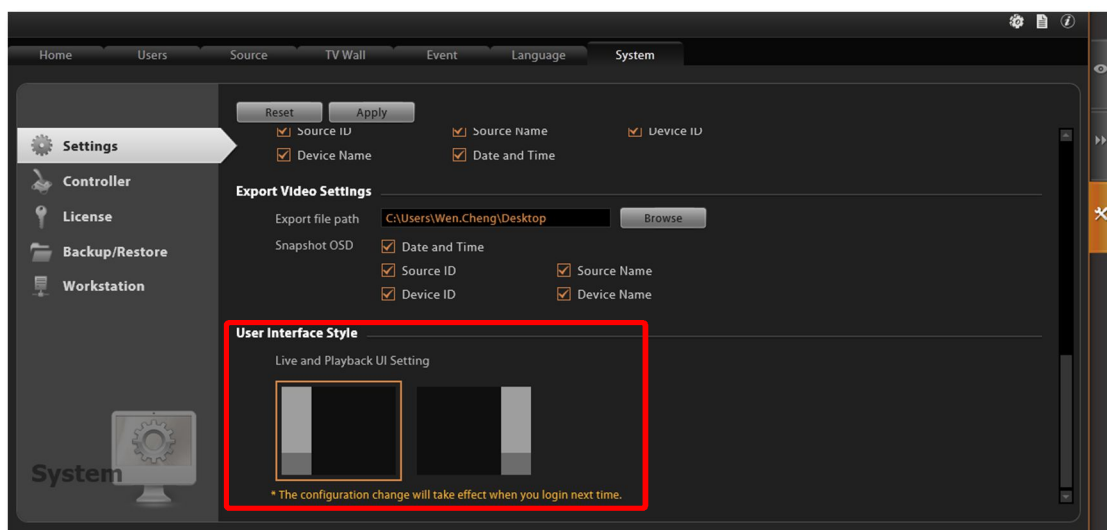 Home Users Source TV Wall Event Language System
Reset Apply
Settings
Controller
License
Backup/Restore
Workstation
System
Source ID Source Name Device ID
Device Name Date and Time
Export Video Settings
Export file path C:\Users\Wen.Cheng\Desktop Browse
Snapshot OSD Date and Time
Source ID Source Name
Device ID Device Name
User Interface Style
Live and Playback UI Setting
* The configuration change will take effect when you login next time.